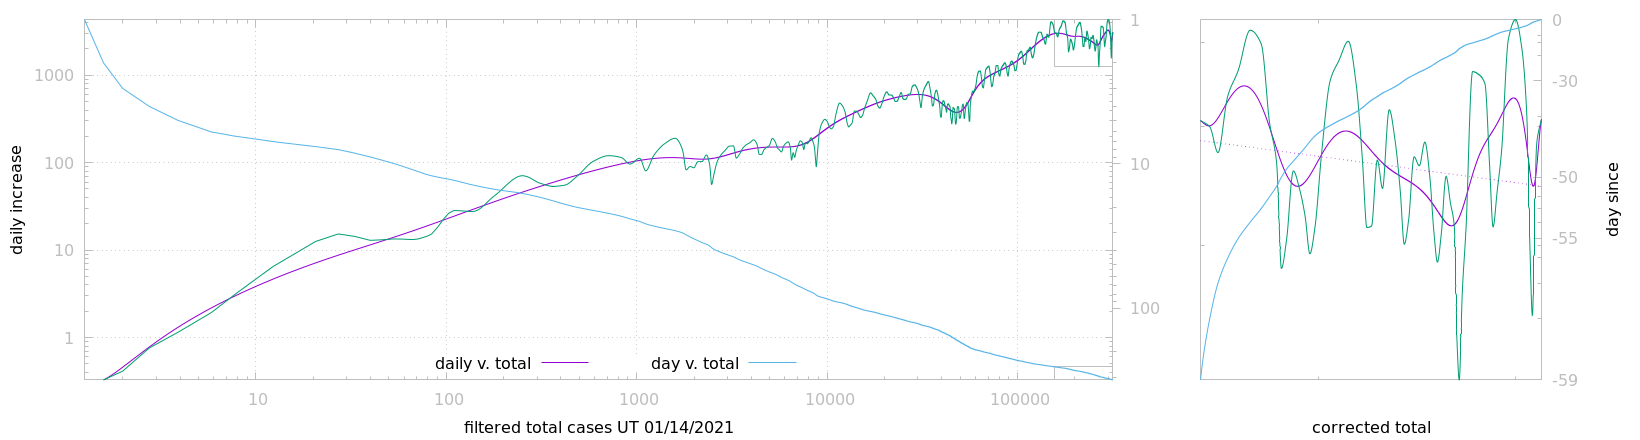 daily increase
1000
100
10
1
daily v. total
day v. total
10
100
1000
10000
100000
filtered total cases UT 01/14/2021
1
10
100
0
-30
-50
-55
-59
day since
corrected total